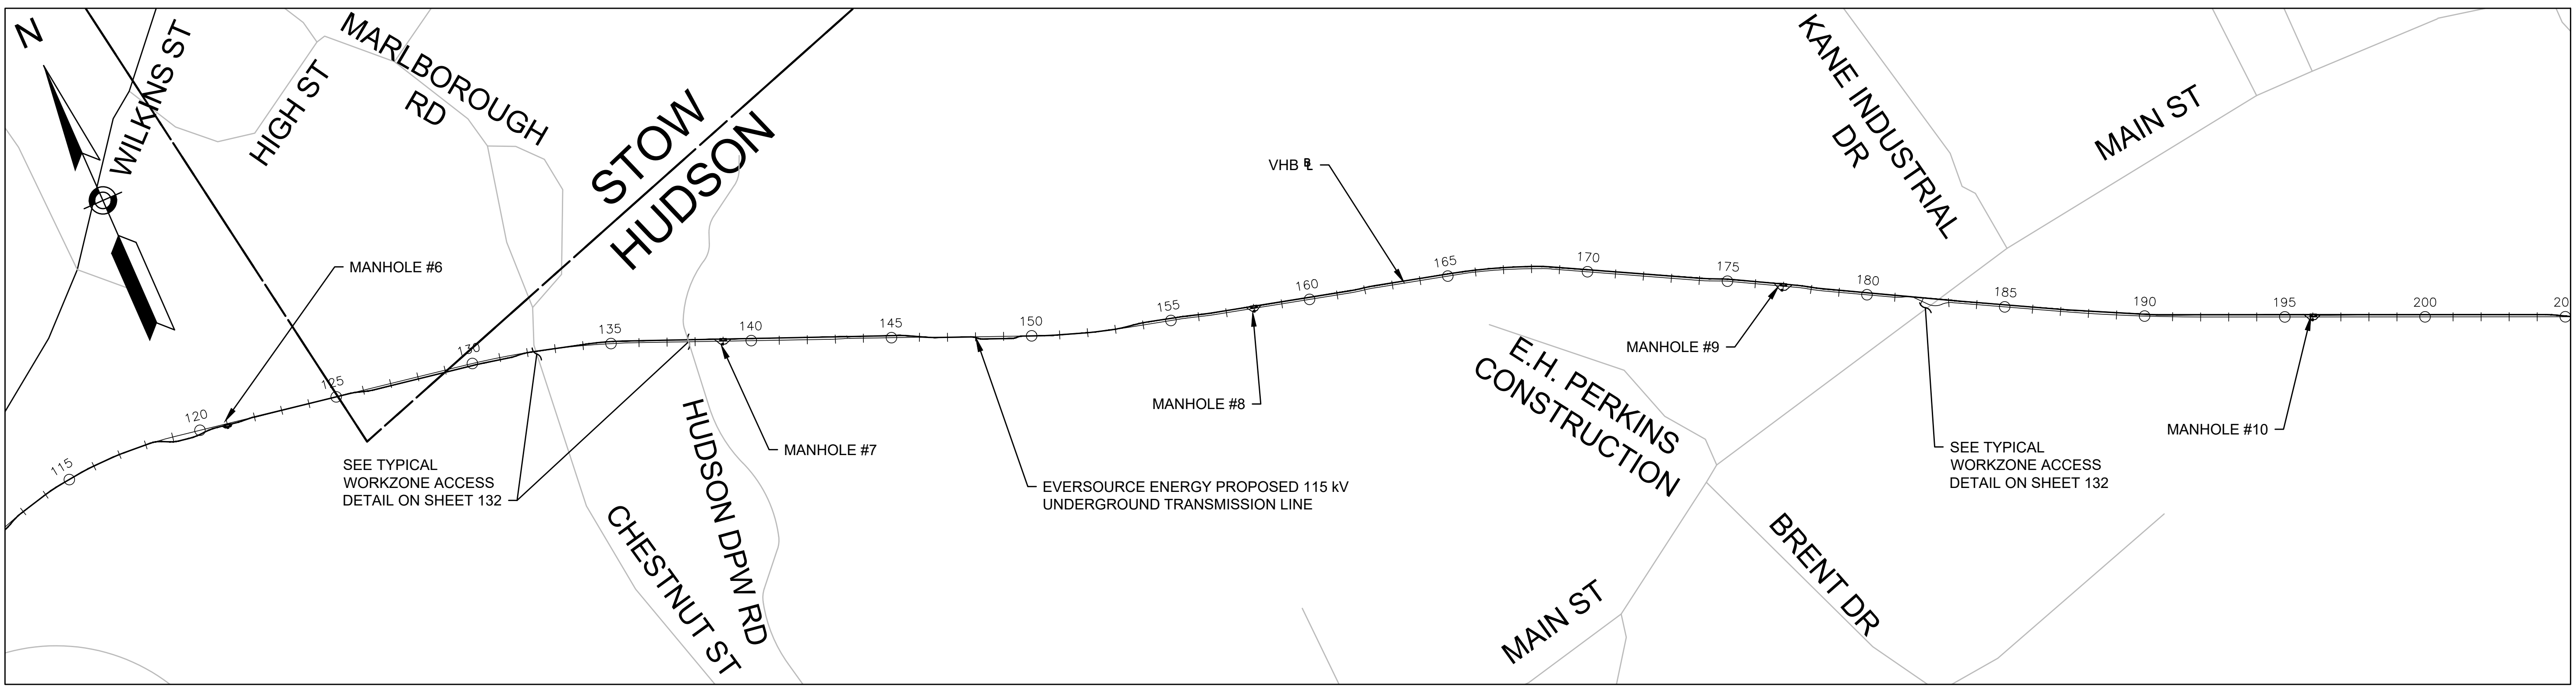 N
WILKINS ST
HIGH ST
MARLBOROUGH
RD
STOW
HUDSON
KANE INDUSTRIAL
DR
MAIN ST
VHB ℄
MANHOLE #6
115
120
125
130
135
140
145
150
155
160
165
170
175
180
185
190
195
200
20
MANHOLE #7
MANHOLE #8
MANHOLE #9
MANHOLE #10
SEE TYPICAL
WORKZONE ACCESS
DETAIL ON SHEET 132
EVERSOURCE ENERGY PROPOSED 115 kV
UNDERGROUND TRANSMISSION LINE
SEE TYPICAL
WORKZONE ACCESS
DETAIL ON SHEET 132
E.H. PERKINS
CONSTRUCTION
CHESTNUT ST
HUDSON DPW RD
MAIN ST
BRENT DR